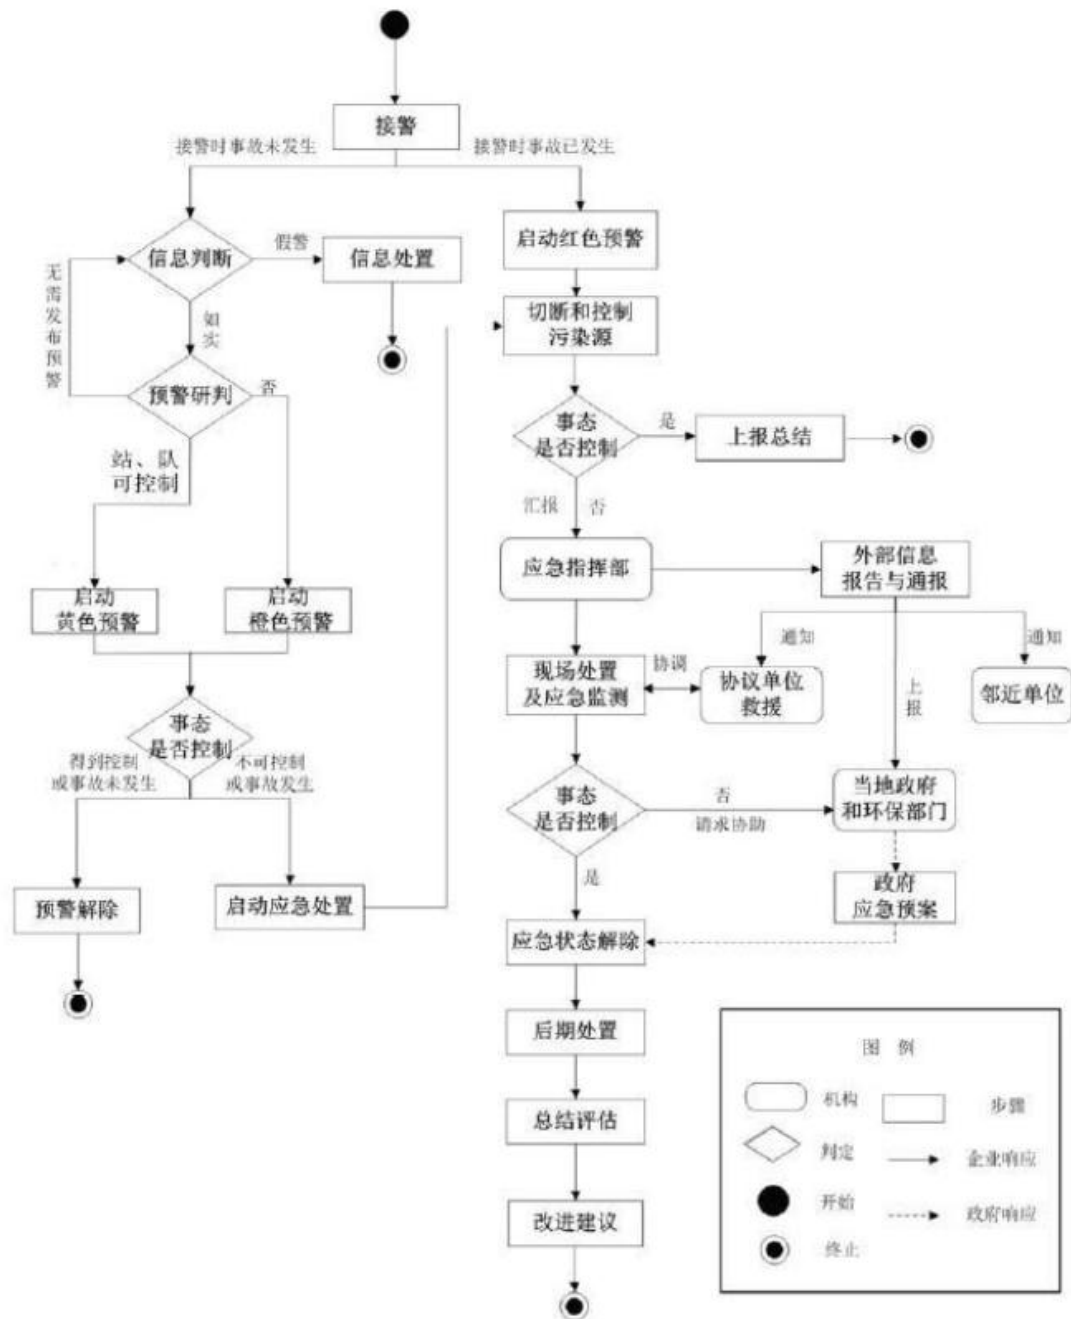 接警
接警时事故未发生
接警时事故已发生
信息判断
假警
信息处置
启动红色预警
无需发布预警
如实
切断和控制
污染源
预警研判
否
事态
是否控制
是
上报总结
站、队
可控制
汇报
否
应急指挥部
外部信息
报告与通报
启动
黄色预警
启动
橙色预警
通知
通知
现场处置
及应急监测
协调
协议单位
救援
上报
邻近单位
事态
是否控制
得到控制
或事故未发生
不可控制
或事故发生
事态
是否控制
否
请求协助
当地政府
和环保部门
是
政府
应急预案
预警解除
启动应急处置
应急状态解除
后期处置
总结评估
改进建议
图 例
机构
步骤
判定
企业响应
开始
政府响应
终止